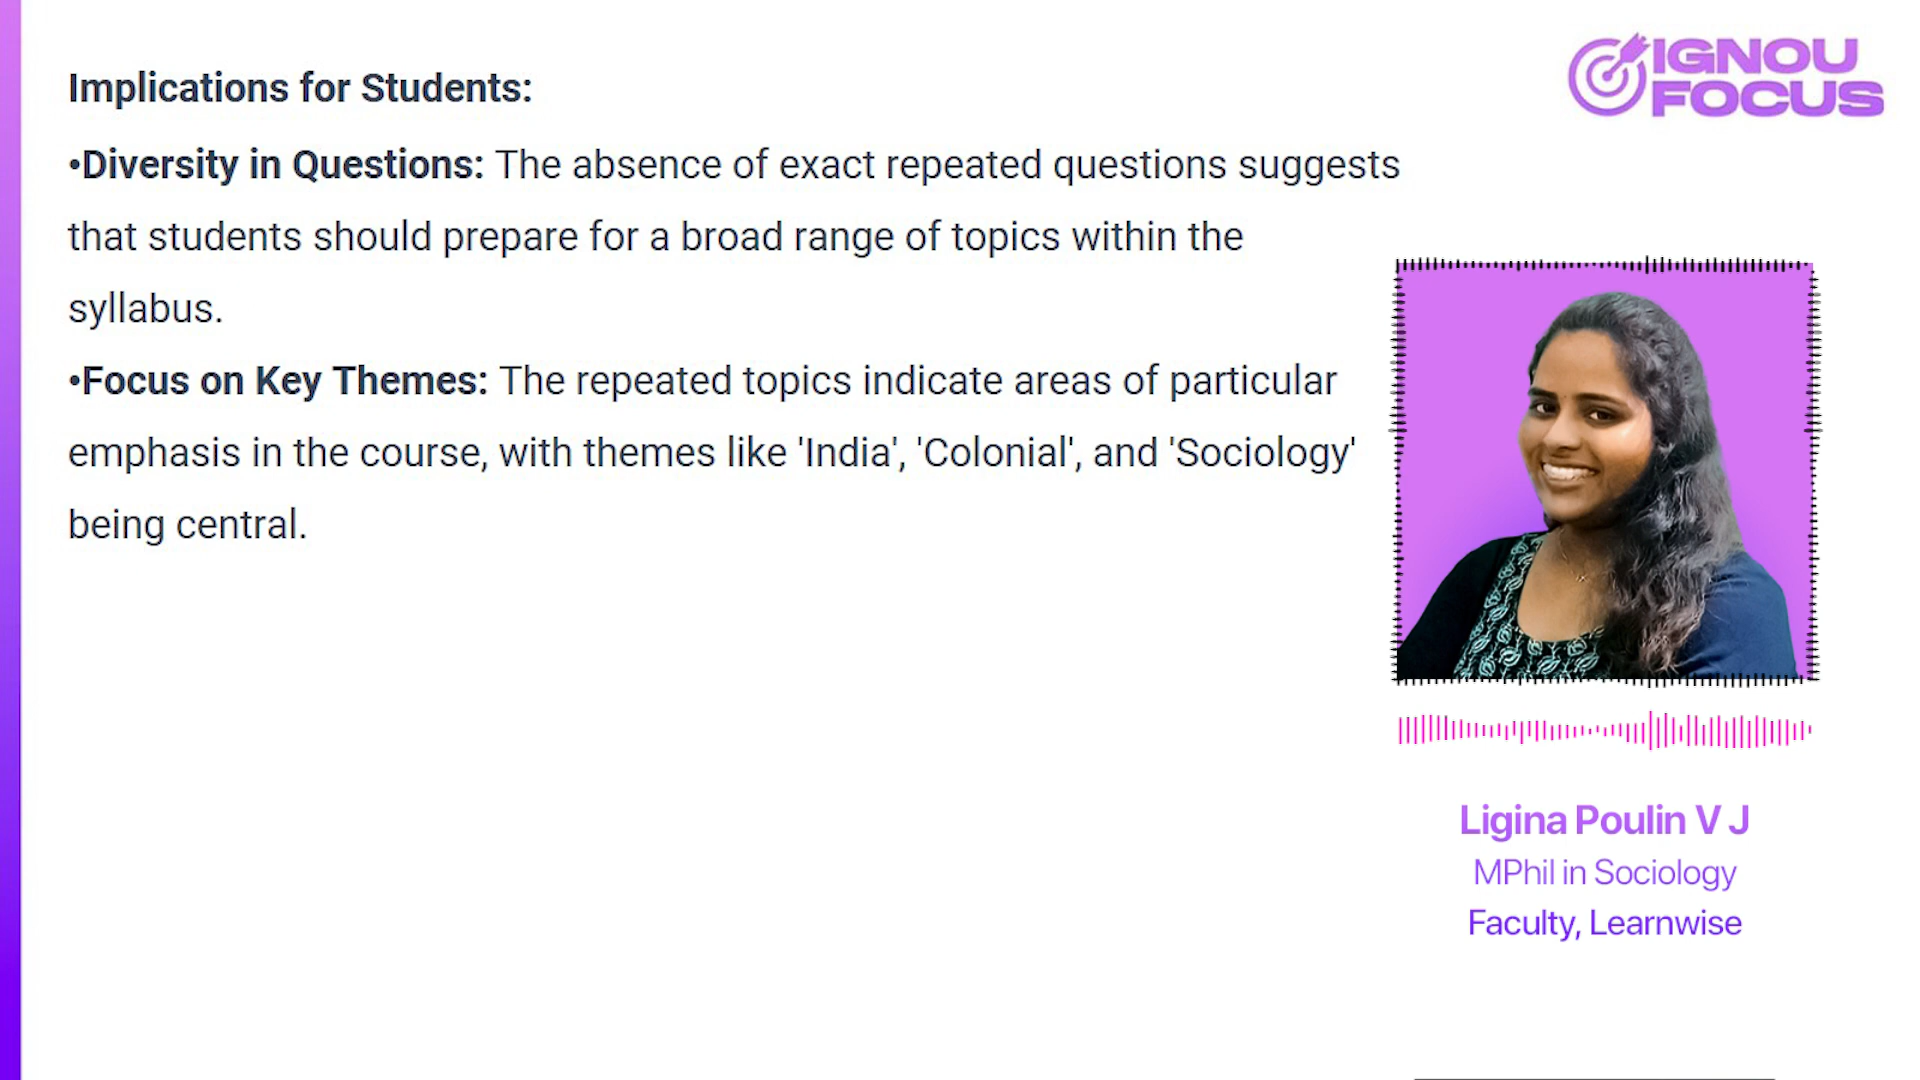 IGNOU
FOCUS
Implications for Students:
•Diversity in Questions: The absence of exact repeated questions suggests
that students should prepare for a broad range of topics within the
syllabus.
•Focus on Key Themes: The repeated topics indicate areas of particular
emphasis in the course, with themes like 'India', 'Colonial', and 'Sociology'
being central.
Ligina Poulin V J
MPhil in Sociology
Faculty, Learnwise